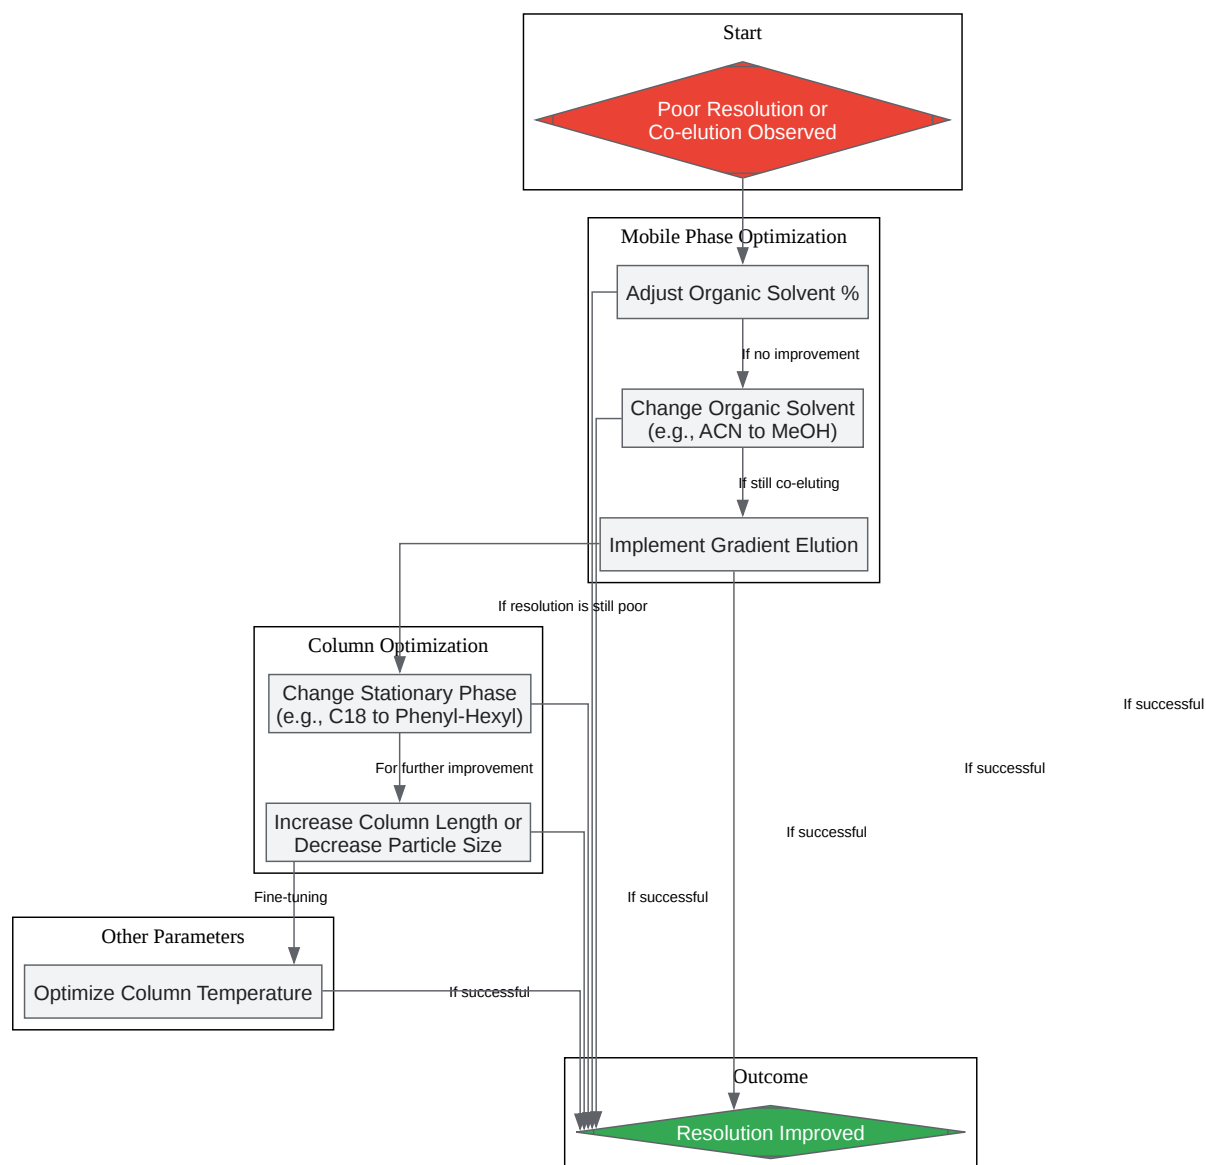 Start
Poor Resolution or
Co-elution Observed
Mobile Phase Optimization
Adjust Organic Solvent %
If no improvement
Change Organic Solvent
(e.g., ACN to MeOH)
If still co-eluting
Implement Gradient Elution
If resolution is still poor
Column Optimization
Change Stationary Phase
(e.g., C18 to Phenyl-Hexyl)
If successful
For further improvement
If successful
Increase Column Length or
Decrease Particle Size
If successful
Fine-tuning
If successful
Other Parameters
Optimize Column Temperature
If successful
Outcome
Resolution Improved